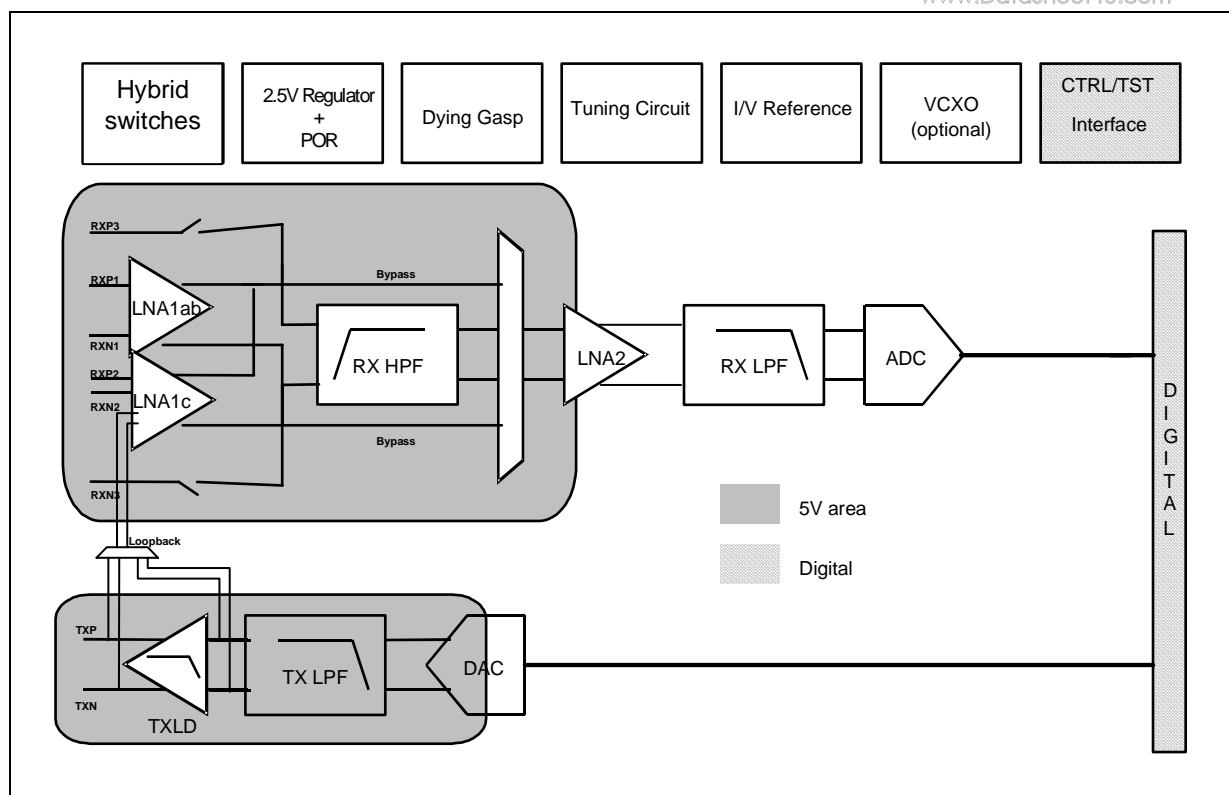 Hybrid
switches
2.5V Regulator
+
POR
Dying Gasp
Tuning Circuit
I/V Reference
VCXO
(optional)
CTRL/TST
Interface
RXP3
RXP1
LNA1ab
RXN1
RXP2
LNA1c
RXN2
RXN3
Bypass
RX HPF
Bypass
LNA2
RX LPF
ADC
DIGITAL
5V area
Digital
Loopback
TXP
TXN
TXLD
TX LPF
DAC